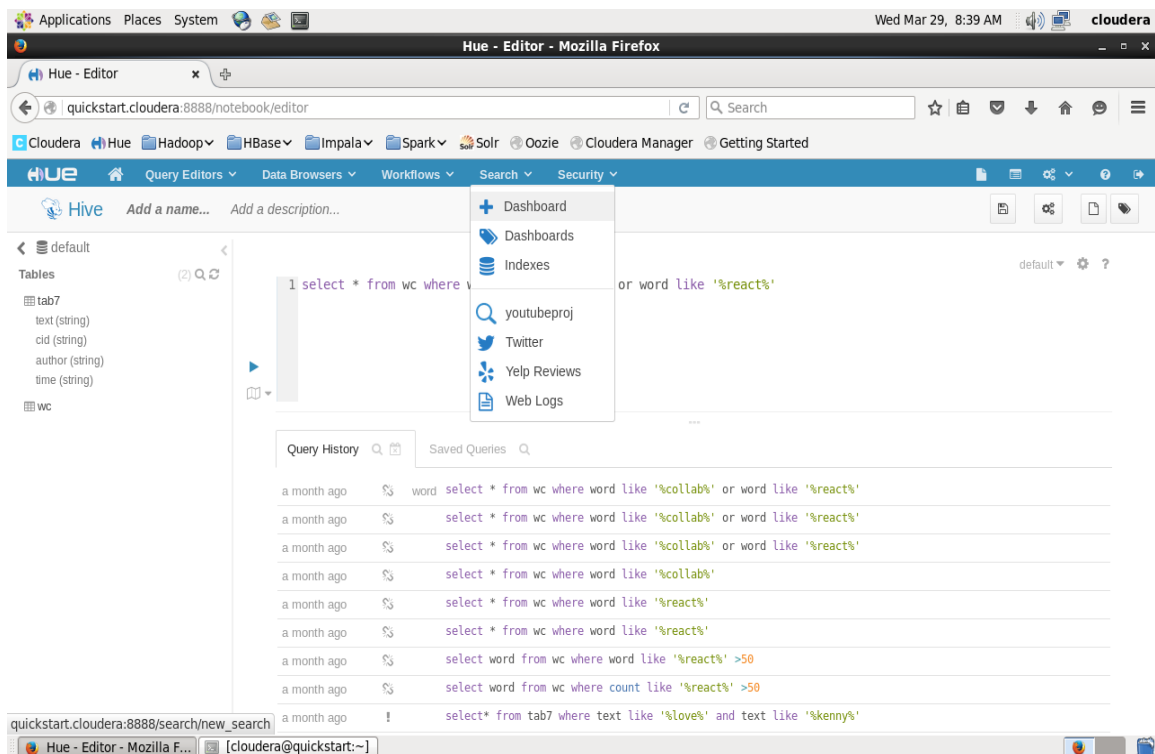 Applications Places System Wed Mar 29, 8:39 AM cloudera
Hue - Editor - Mozilla Firefox
Hue - Editor
quickstart.cloudera:8888/notebook/editor Search
Cloudera Hue Hadoop HBase Impala Spark Solr Oozie Cloudera Manager Getting Started
HUE Query Editors Data Browsers Workflows Search Security
Hive Add a name... Add a description...
Dashboard
Dashboards
Indexes
youtubeproj
Twitter
Yelp Reviews
Web Logs
default
Tables (2)
tab7
text (string)
cid (string)
author (string)
time (string)
wc
default ?
1 select * from wc where or word like '%react%'
Query History Saved Queries
a month ago word select * from wc where word like '%collab%' or word like '%react%'
a month ago select * from wc where word like '%collab%' or word like '%react%'
a month ago select * from wc where word like '%collab%' or word like '%react%'
a month ago select * from wc where word like '%collab%'
a month ago select * from wc where word like '%react%'
a month ago select * from wc where word like '%react%'
a month ago select word from wc where word like '%react%' >50
a month ago select word from wc where count like '%react%' >50
a month ago ! select* from tab7 where text like '%love%' and text like '%kenny%'
quickstart.cloudera:8888/search/new_search
Hue - Editor - Mozilla F... [cloudera@quickstart:~]